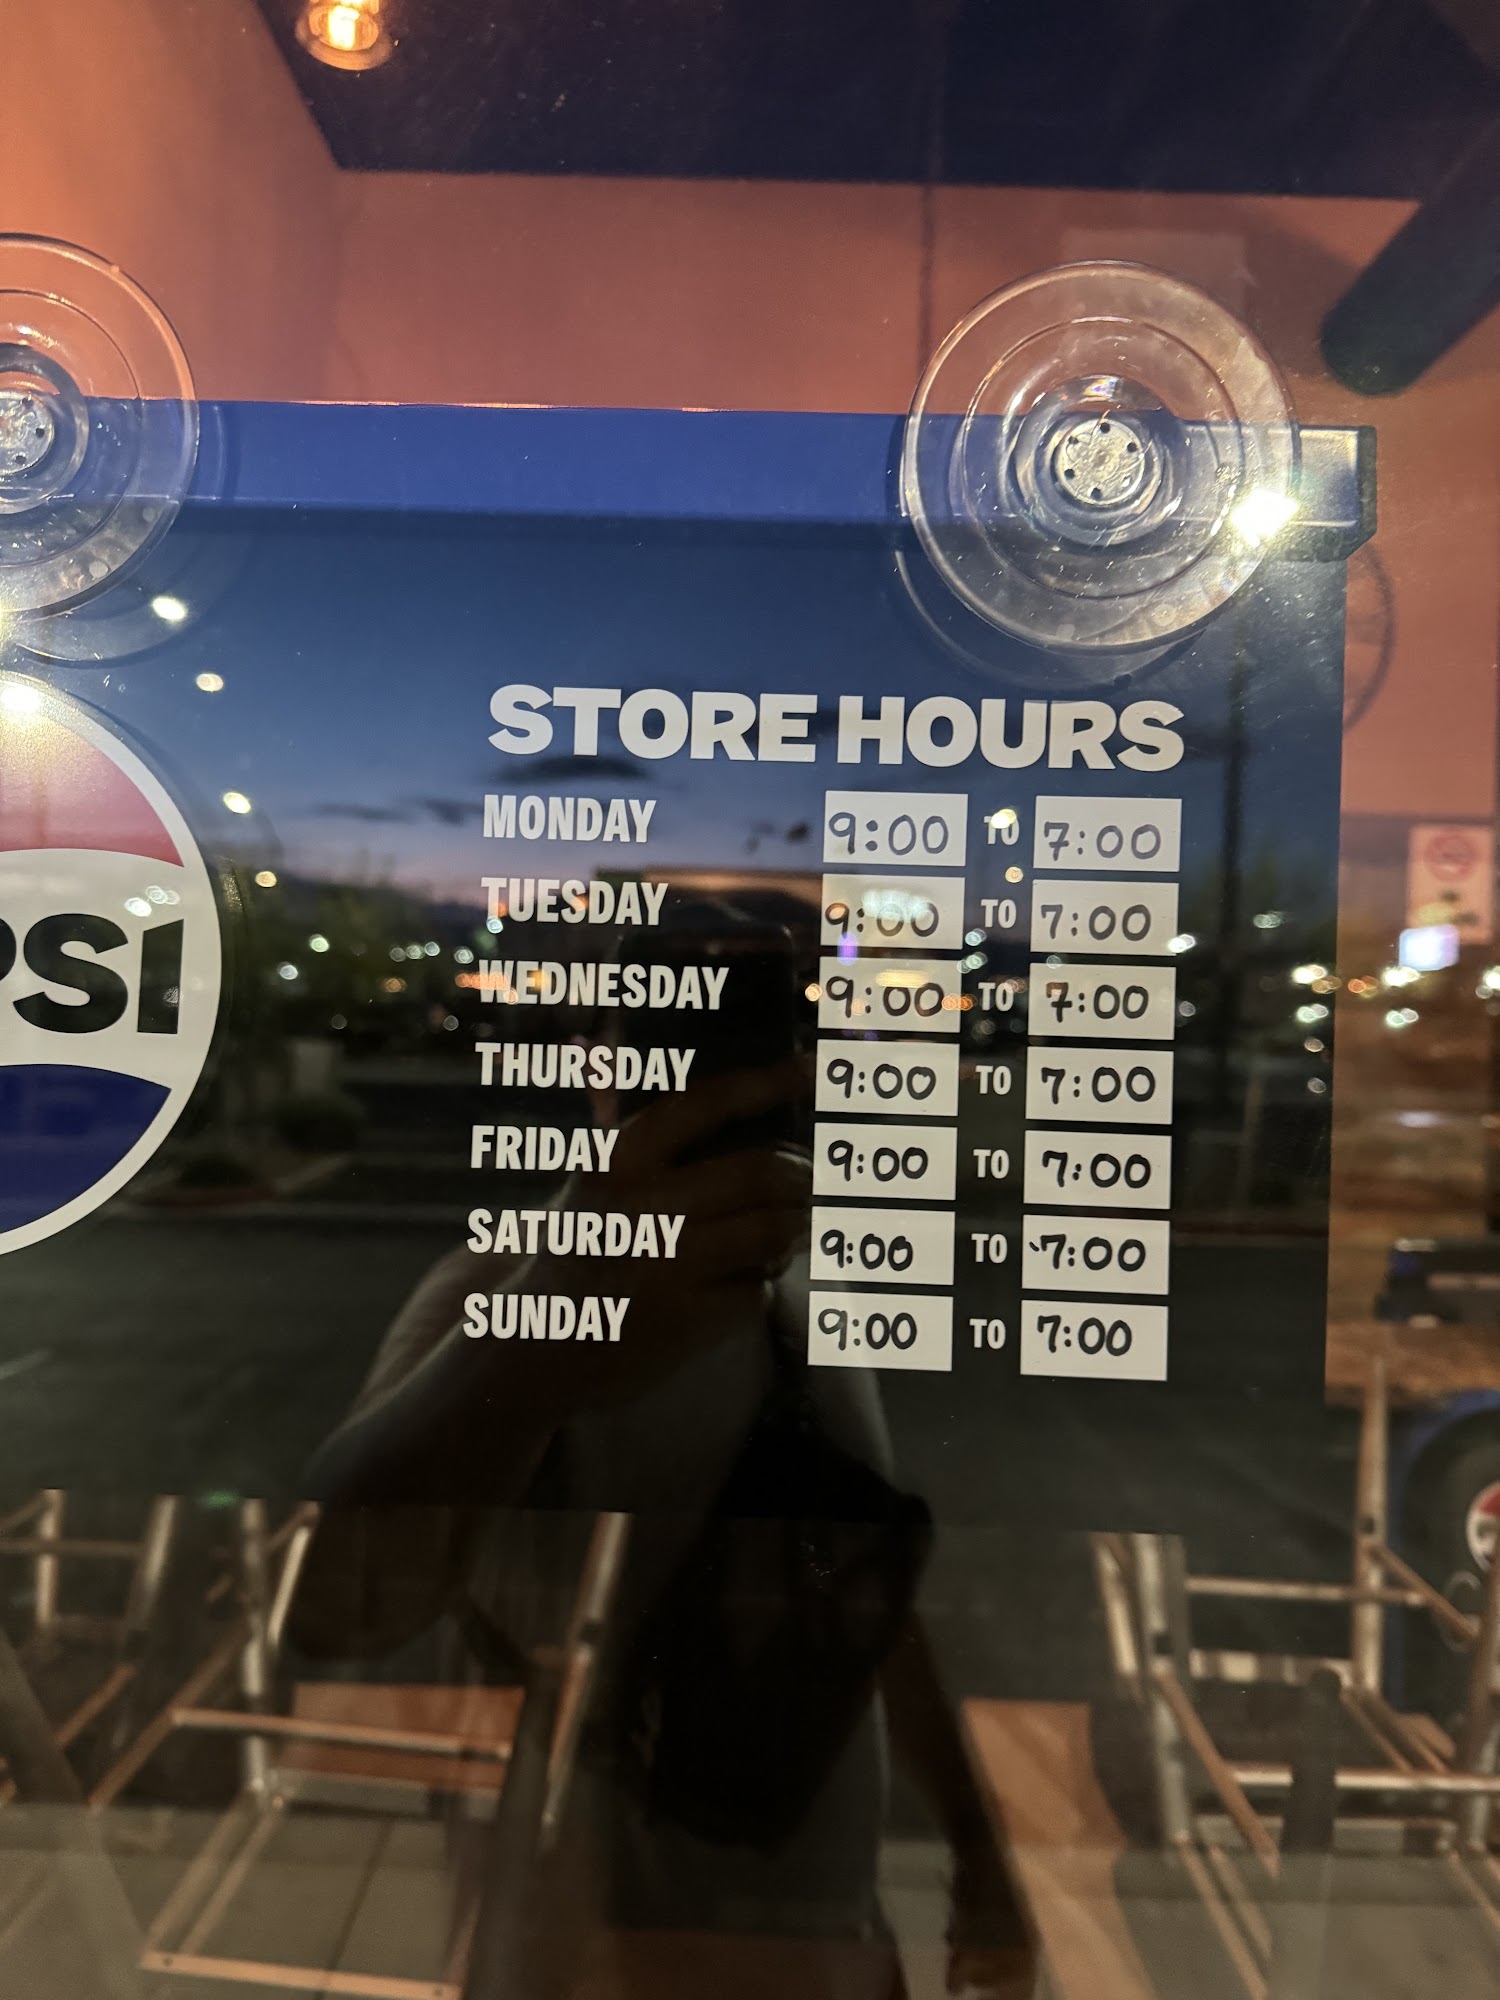 STORE HOURS
MONDAY 9:00 TO 7:00
TUESDAY 9:00 TO 7:00
WEDNESDAY 9:00 TO 7:00
THURSDAY 9:00 TO 7:00
FRIDAY 9:00 TO 7:00
SATURDAY 9:00 TO 7:00
SUNDAY 9:00 TO 7:00
PSI